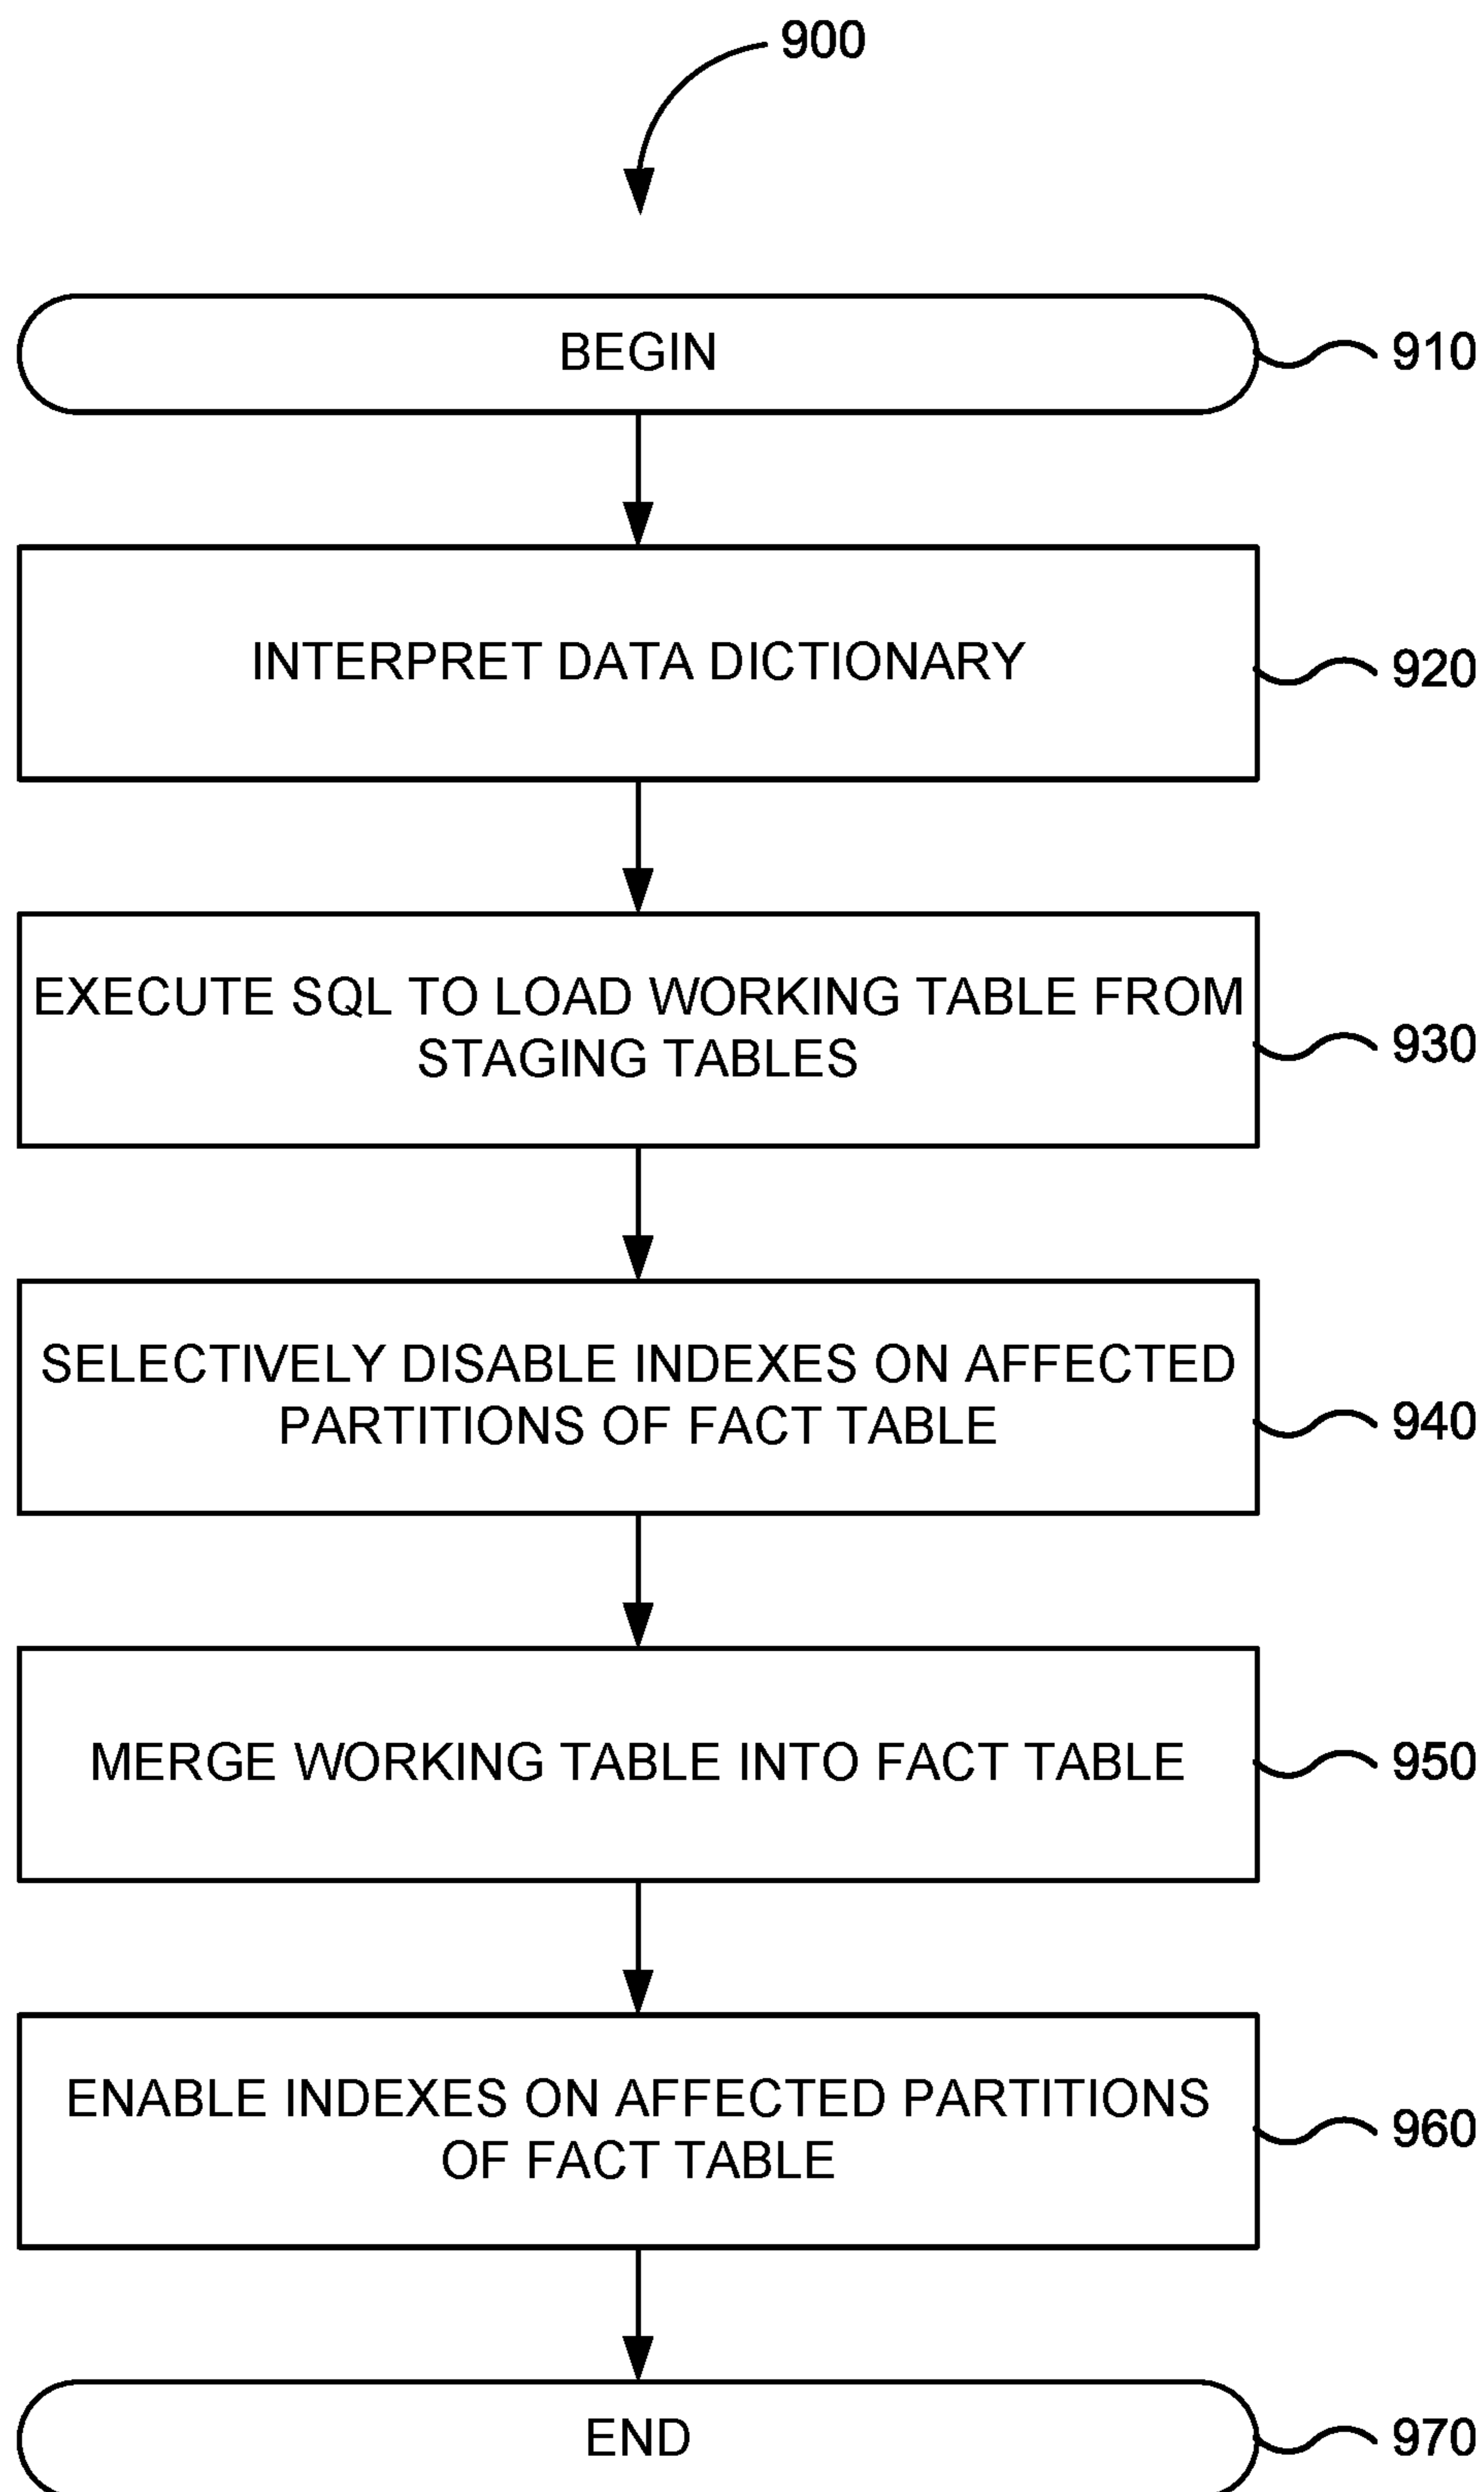 900
BEGIN
910
INTERPRET DATA DICTIONARY
920
EXECUTE SQL TO LOAD WORKING TABLE FROM
STAGING TABLES
930
SELECTIVELY DISABLE INDEXES ON AFFECTED
PARTITIONS OF FACT TABLE
940
MERGE WORKING TABLE INTO FACT TABLE
950
ENABLE INDEXES ON AFFECTED PARTITIONS
OF FACT TABLE
960
END
970